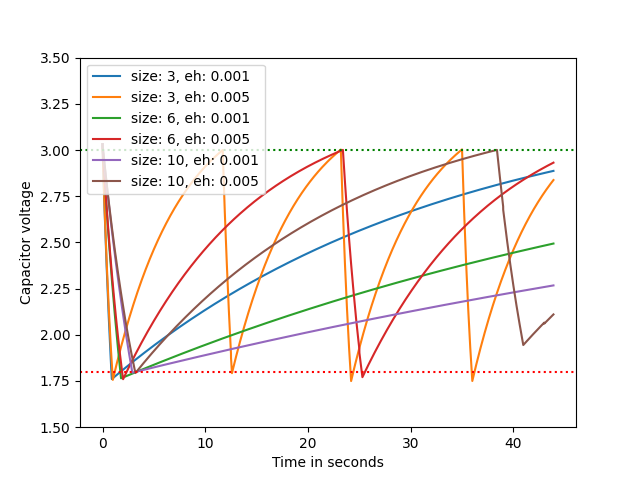 3.50
3.25
3.00
2.75
2.50
2.25
2.00
1.75
1.50
Capacitor voltage
size: 3, eh: 0.001
size: 3, eh: 0.005
size: 6, eh: 0.001
size: 6, eh: 0.005
size: 10, eh: 0.001
size: 10, eh: 0.005
0 10 20 30 40
Time in seconds